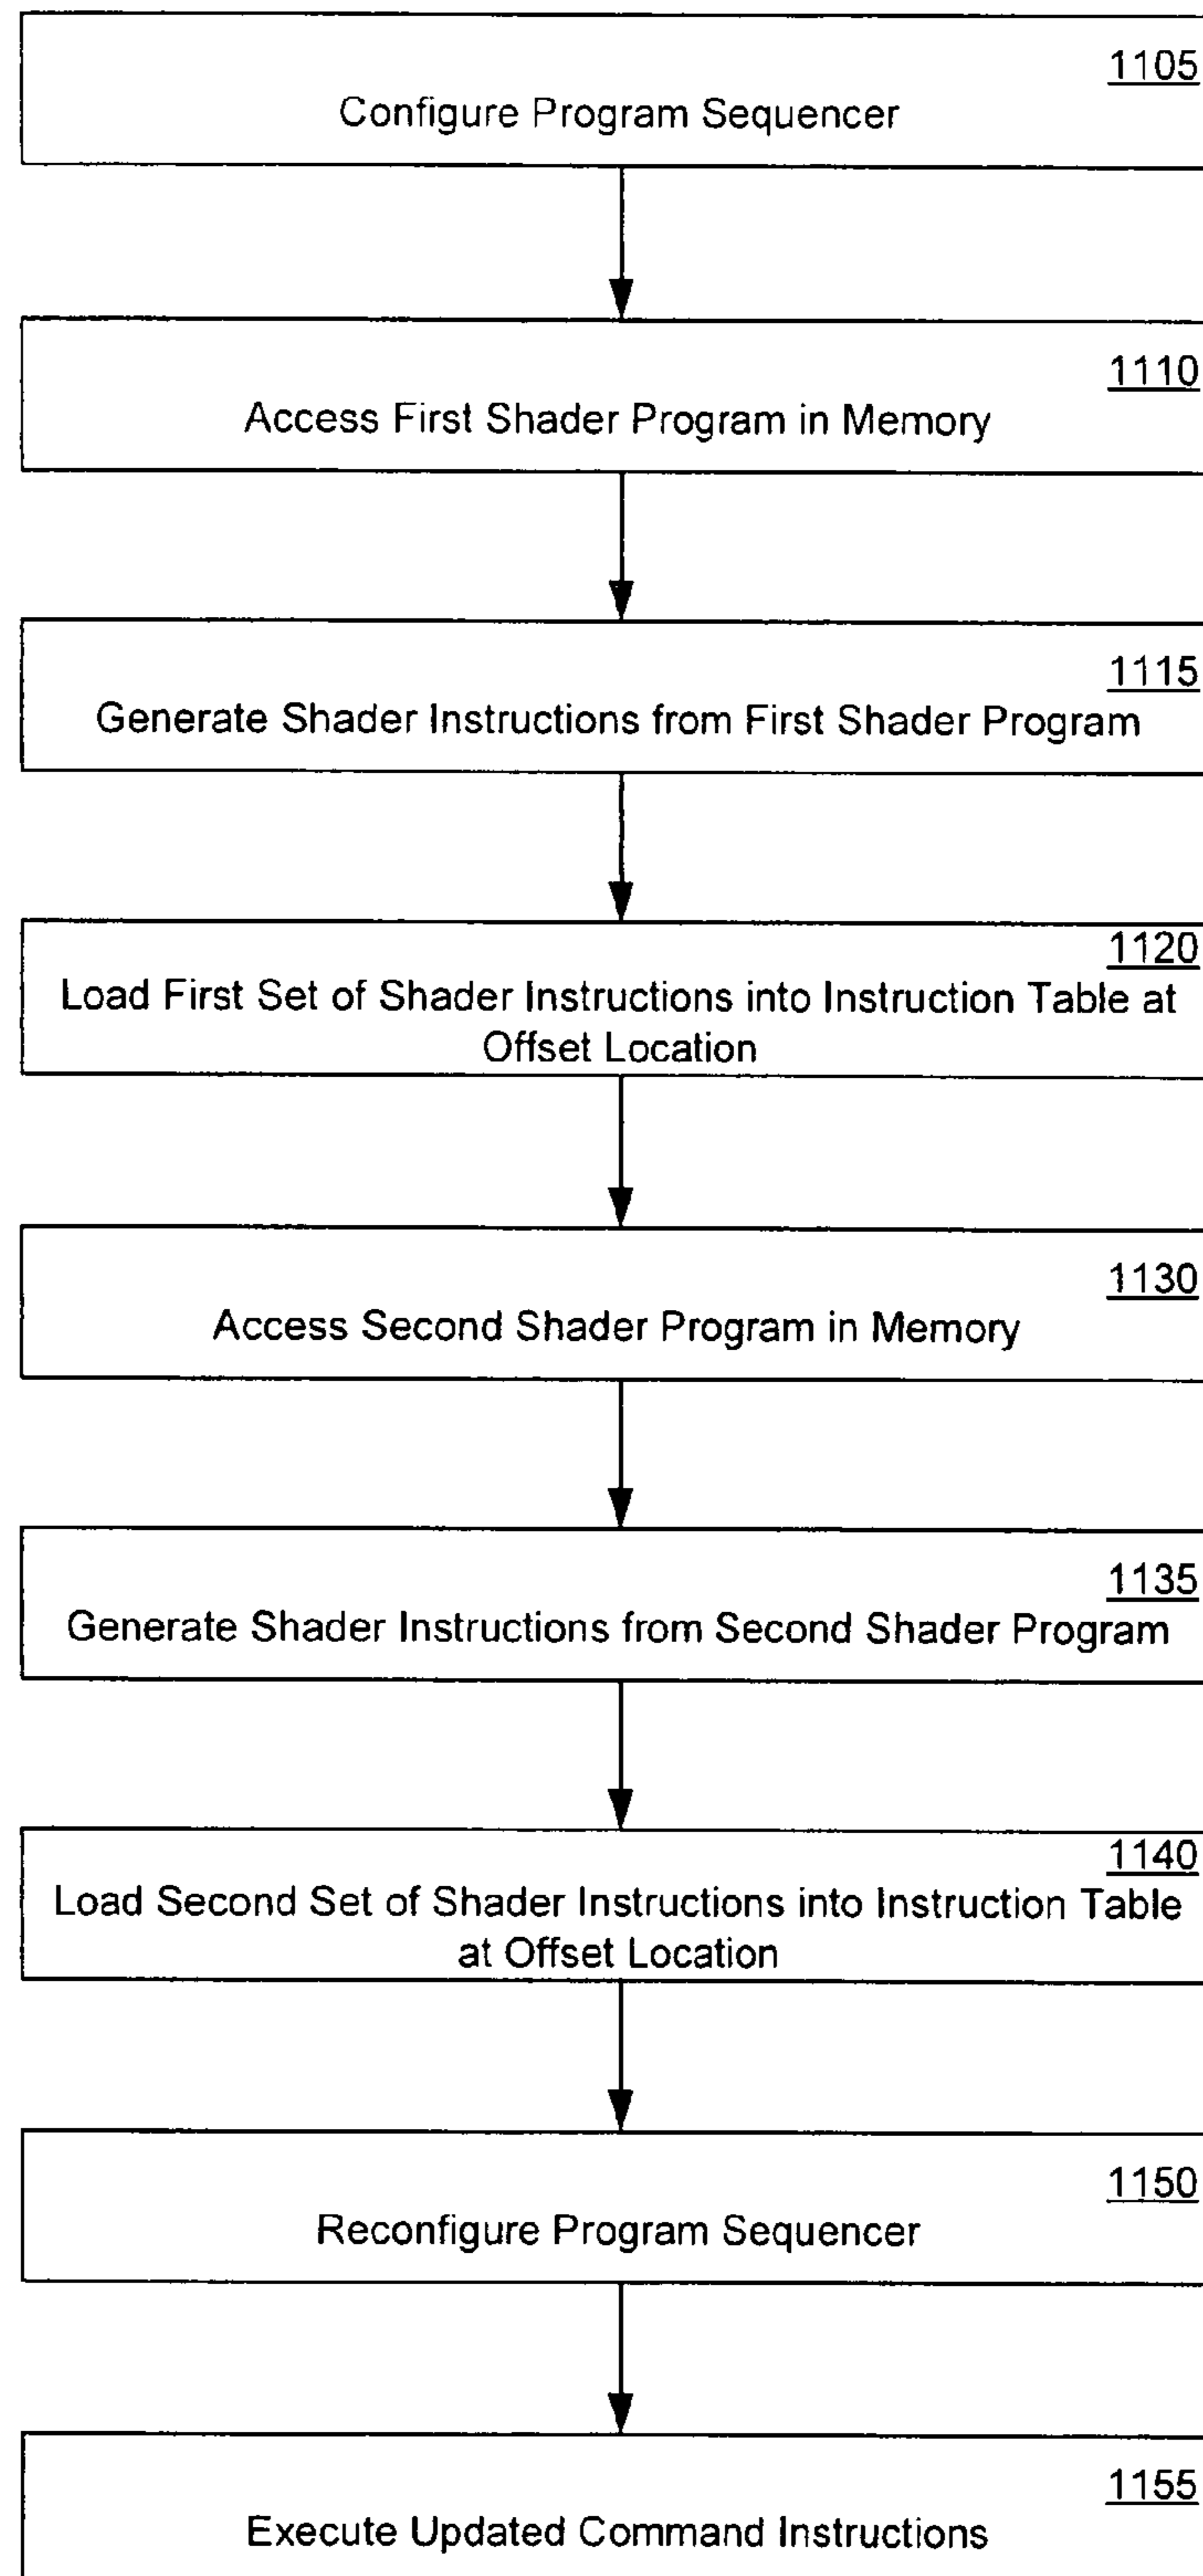 1105
Configure Program Sequencer
1110
Access First Shader Program in Memory
1115
Generate Shader Instructions from First Shader Program
1120
Load First Set of Shader Instructions into Instruction Table at
Offset Location
1130
Access Second Shader Program in Memory
1135
Generate Shader Instructions from Second Shader Program
1140
Load Second Set of Shader Instructions into Instruction Table
at Offset Location
1150
Reconfigure Program Sequencer
1155
Execute Updated Command Instructions